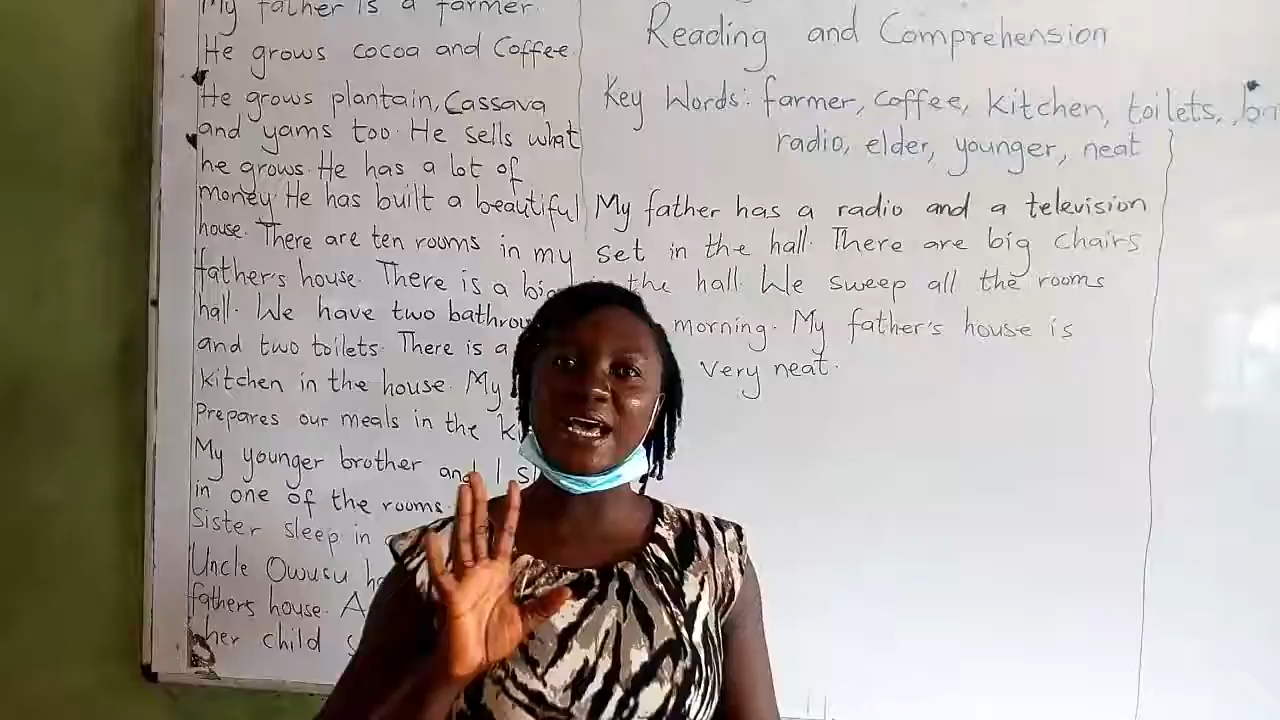 My father is a farmer.
He grows cocoa and Coffee
He grows plantain, Cassava
and yams too. He sells what
he grows. He has a lot of
money. He has built a beautiful
house. There are ten rooms in my
father's house. There is a big
hall. We have two
and two toilets. There is a
Kitchen in the house. My
Prepares our meals in the
My younger brother and I
in one of the rooms.
Sister sleep in
Uncle Owusu
fathers house.
her child
Reading and Comprehension
Key Words: farmer, Coffee, Kitchen, toilets,
radio, elder, younger, neat
My father has a radio and a television
set in the hall. There are big Chairs
the hall. We sweep all the rooms
morning. My father's house is
very neat.